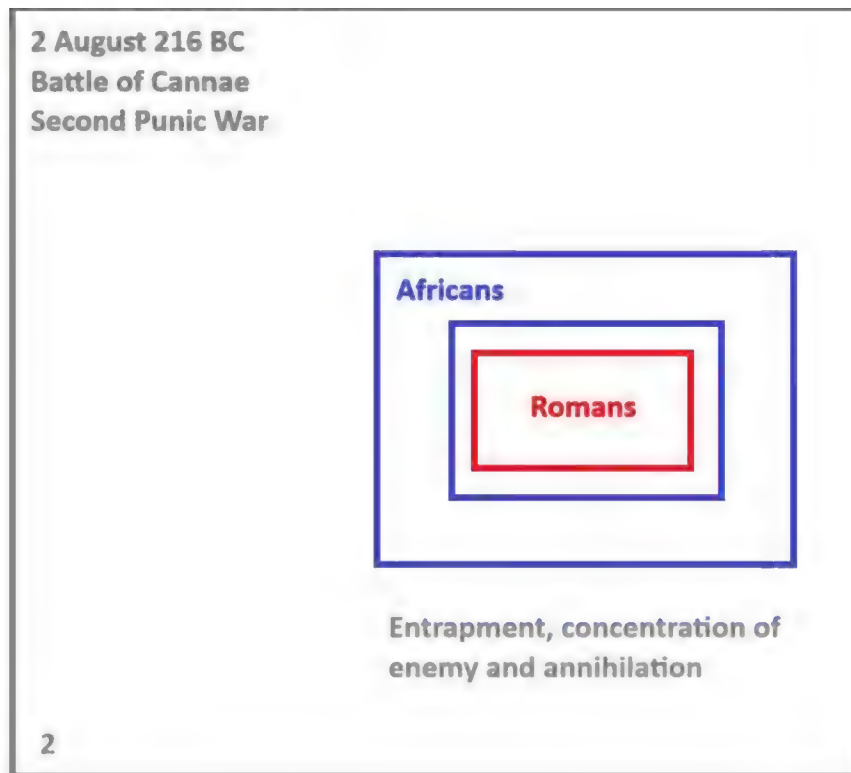 2 August 216 BC
Battle of Cannae
Second Punic War
Africans
Romans
Entrapment, concentration of
enemy and annihilation
2